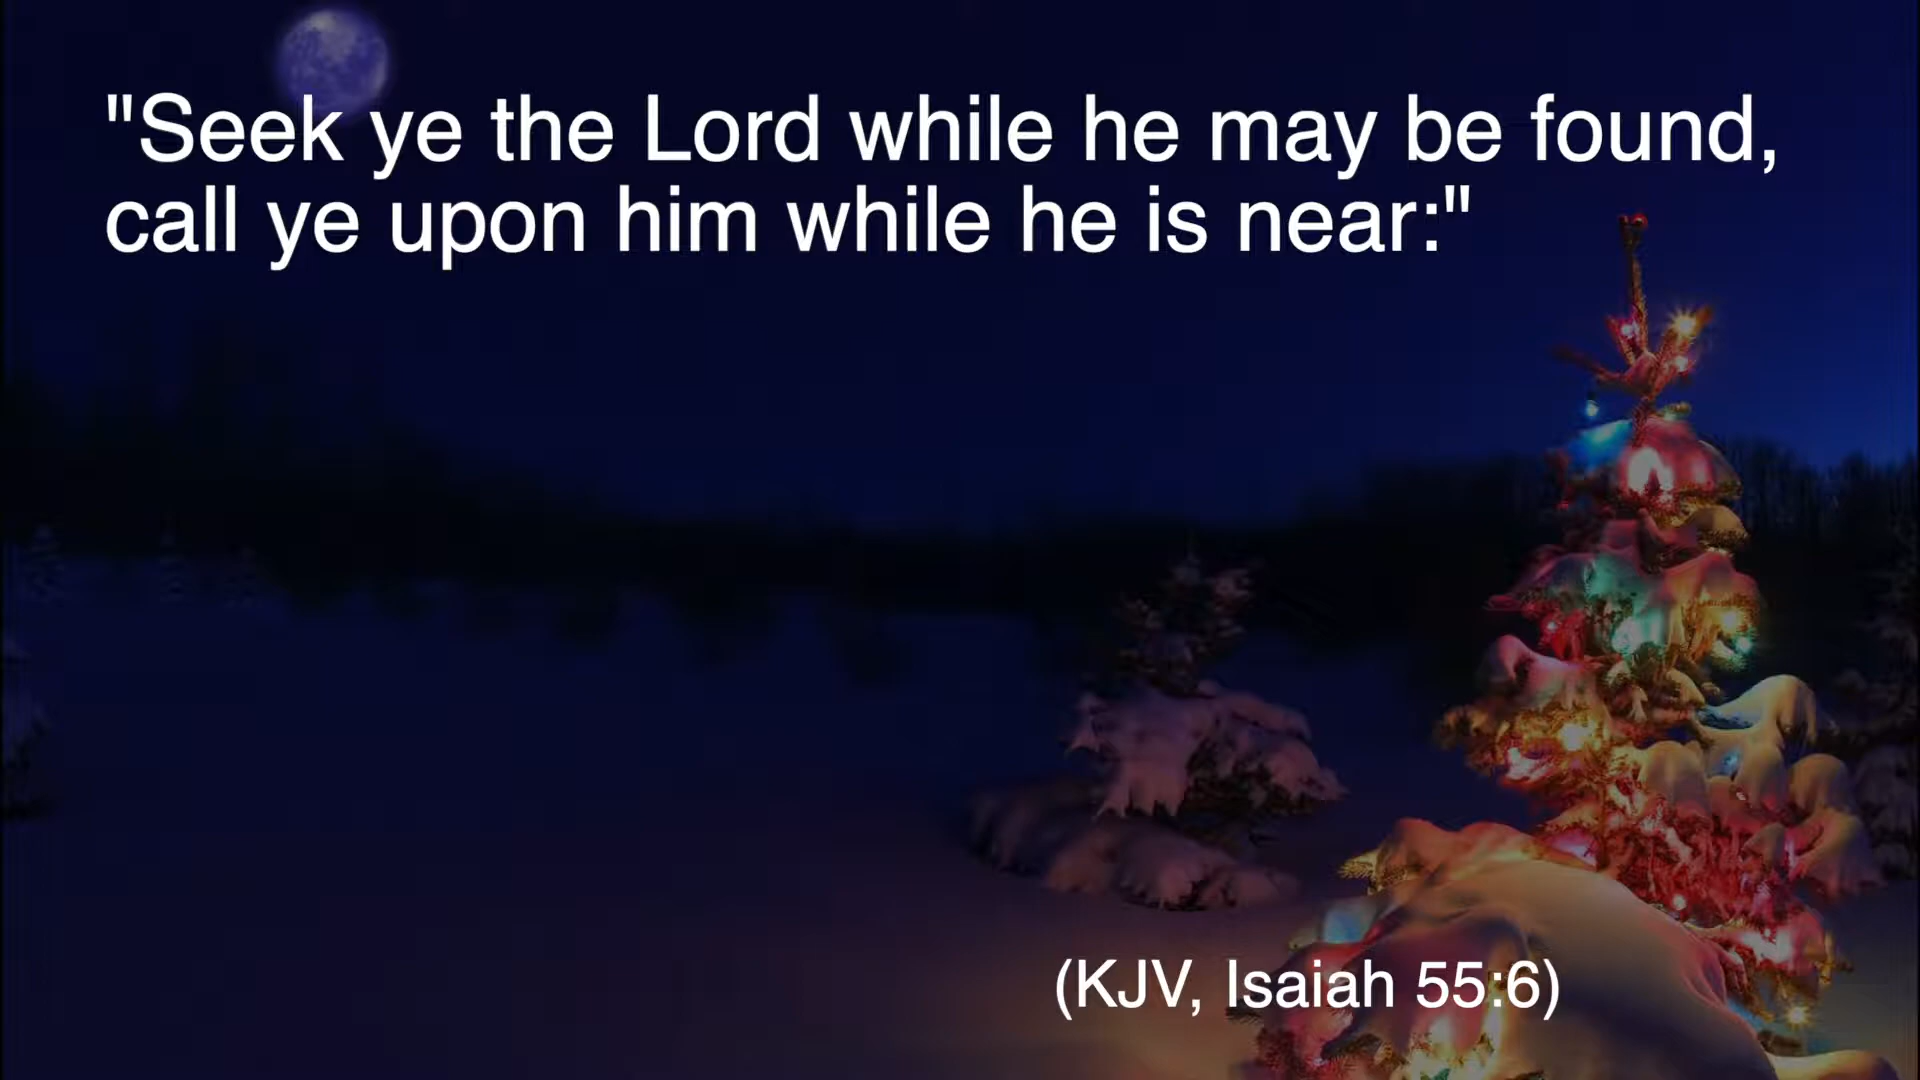 "Seek ye the Lord while he may be found,
call ye upon him while he is near:"
(KJV, Isaiah 55:6)